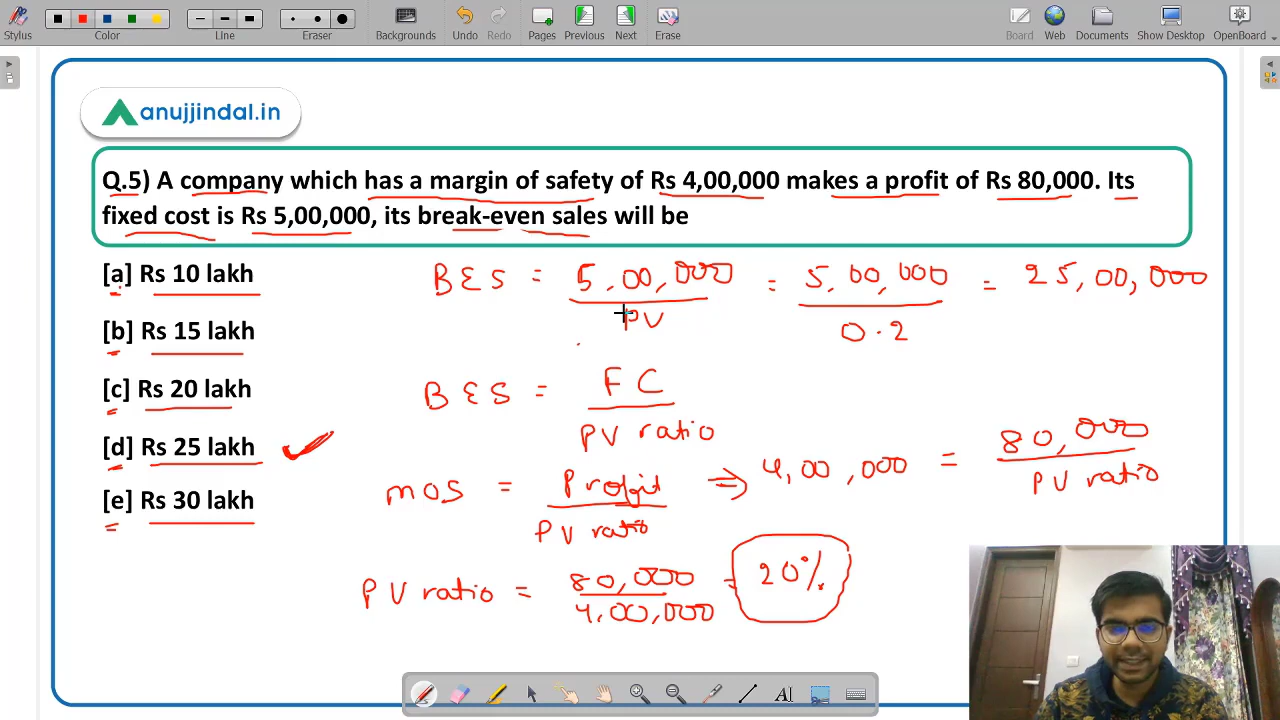 Stylus Color Line Eraser Backgrounds Undo Redo Pages Previous Next Erase Board Web Documents Show Desktop OpenBoard
anujjindal.in
Q.5) A company which has a margin of safety of Rs 4,00,000 makes a profit of Rs 80,000. Its
fixed cost is Rs 5,00,000, its break-even sales will be
[a] Rs 10 lakh
[b] Rs 15 lakh
[c] Rs 20 lakh
[d] Rs 25 lakh
[e] Rs 30 lakh
BES = 5,00,000 / PV = 5,00,000 / 0.2 = 25,00,000
BES = FC / PV ratio
MOS = Profit / PV ratio ⇒ 4,00,000 = 80,000 / PV ratio
PV ratio = 80,000 / 4,00,000 = 20%